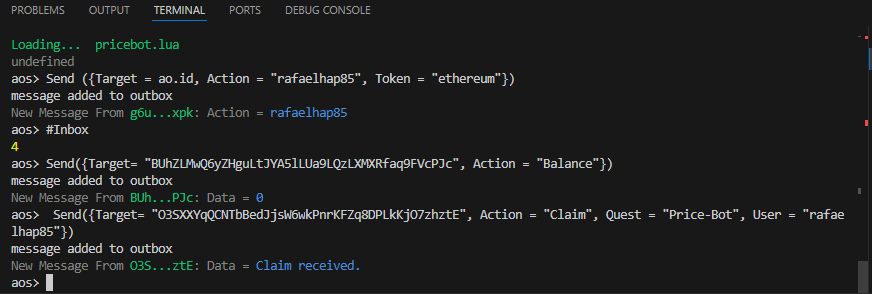 PROBLEMS OUTPUT TERMINAL PORTS DEBUG CONSOLE
Loading... pricebot.lua
undefined
aos> Send ({Target = ao.id, Action = "rafaelhap85", Token = "ethereum"})
message added to outbox
New Message From g6u...xpk: Action = rafaelhap85
aos> #Inbox
4
aos> Send({Target= "BUhZLMwQ6yZHguLtJYA5lLUa9LQzLXMXRfaq9FVcPJc", Action = "Balance"})
message added to outbox
New Message From BUh...PJc: Data = 0
aos>  Send({Target= "O3SXXYqQCNTbBedJjsW6wkPnrKFZq8DPLkKjO7zhztE", Action = "Claim", Quest = "Price-Bot", User = "rafae
lhap85"})
message added to outbox
New Message From O3S...ztE: Data = Claim received.
aos>